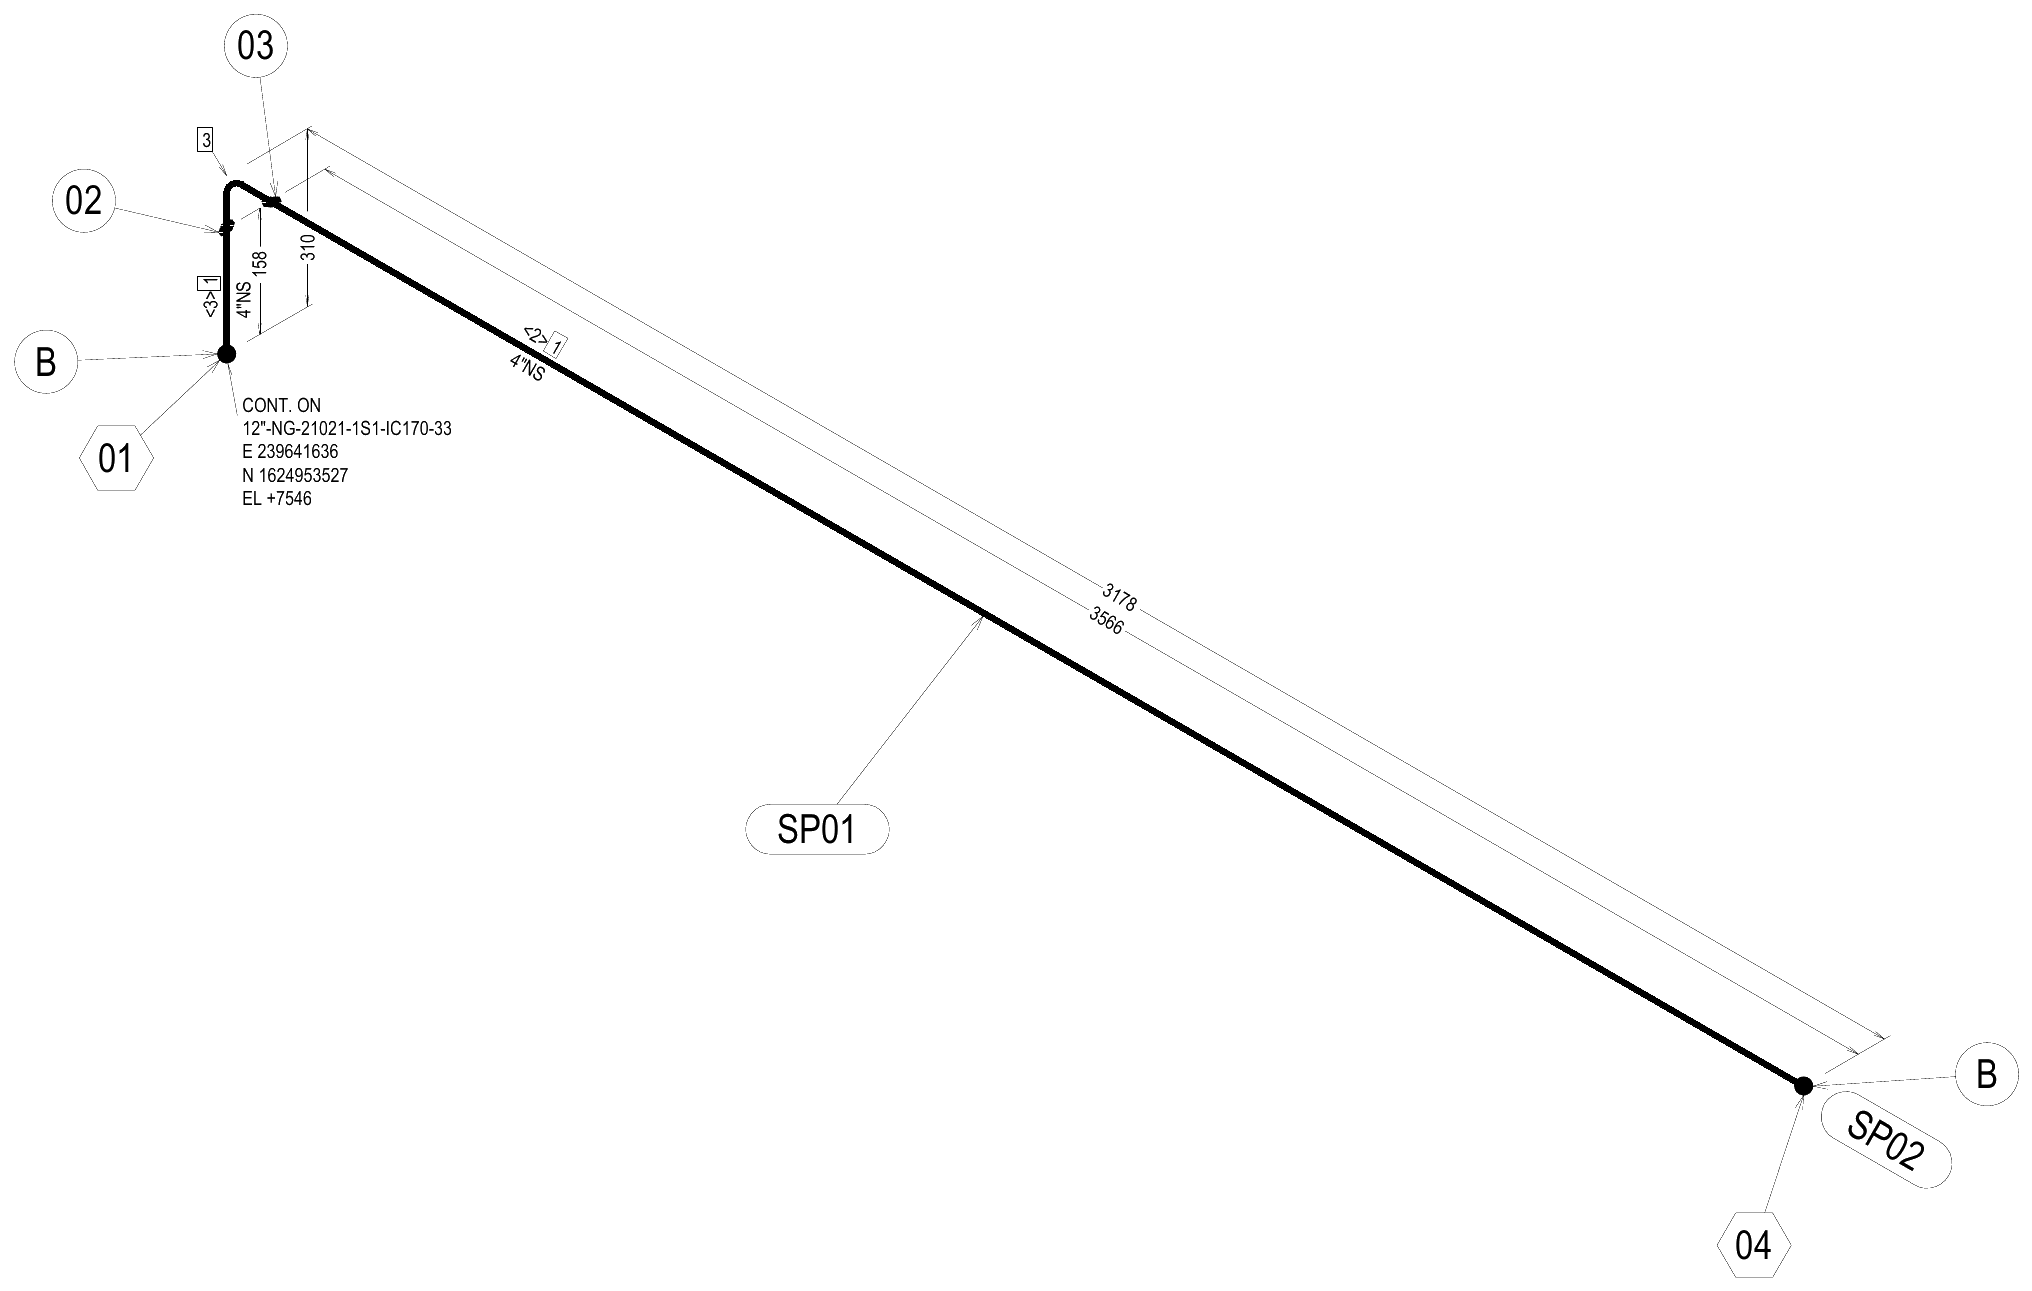 03
3
02
310
158
<3> 1
4"NS
<2> 1
4"NS
B
CONT. ON
12"-NG-21021-1S1-IC170-33
E 239641636
N 1624953527
EL +7546
01
3178
3566
SP01
B
SP02
04